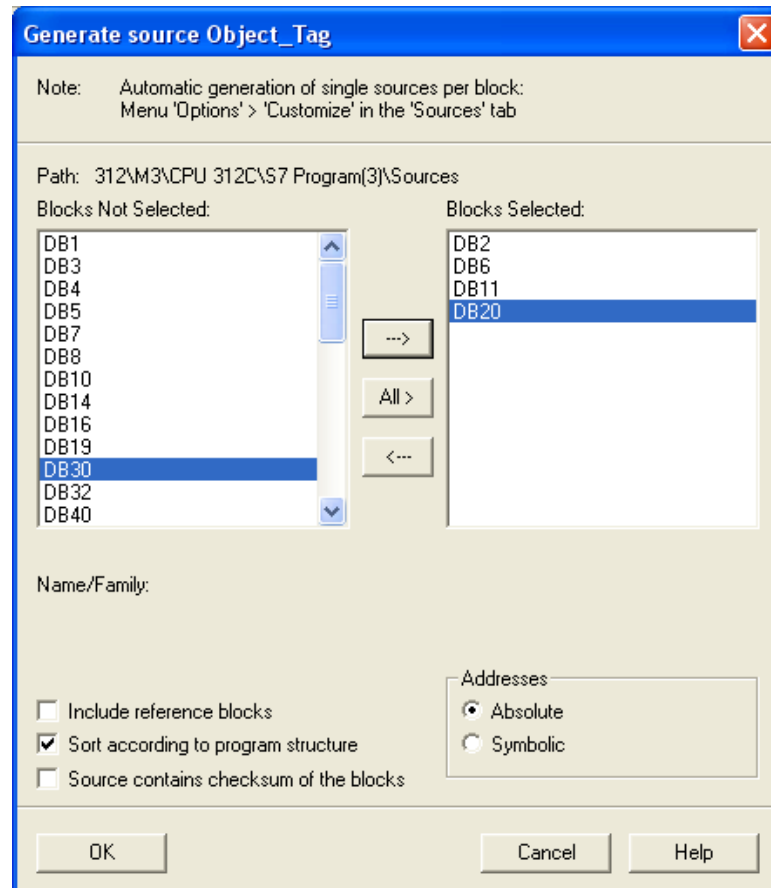 Generate source Object_Tag
Note: Automatic generation of single sources per block:
Menu 'Options' > 'Customize' in the 'Sources' tab
Path: 312\M3\CPU 312C\S7 Program(3)\Sources
Blocks Not Selected:
DB1
DB3
DB4
DB5
DB7
DB8
DB10
DB14
DB16
DB19
DB30
DB32
DB40
--->
All >
<---
Blocks Selected:
DB2
DB6
DB11
DB20
Name/Family:
Include reference blocks
Sort according to program structure
Source contains checksum of the blocks
Addresses
Absolute
Symbolic
OK
Cancel
Help